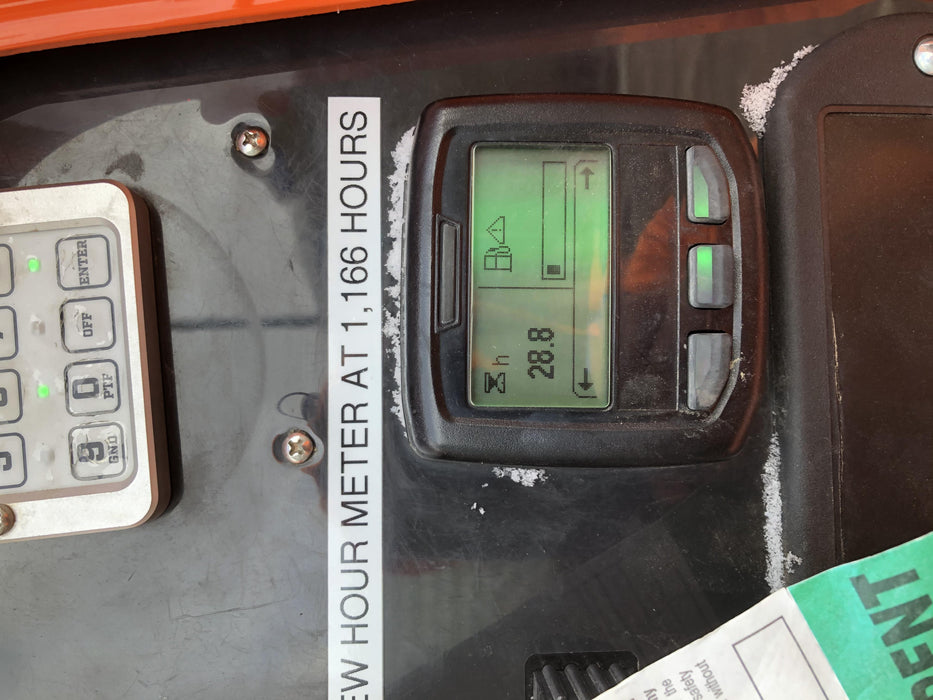 9 0 OFF ENTER
GND PTF
EW HOUR METER AT 1,166 HOURS
h
28.8
safety
the
without
ENT